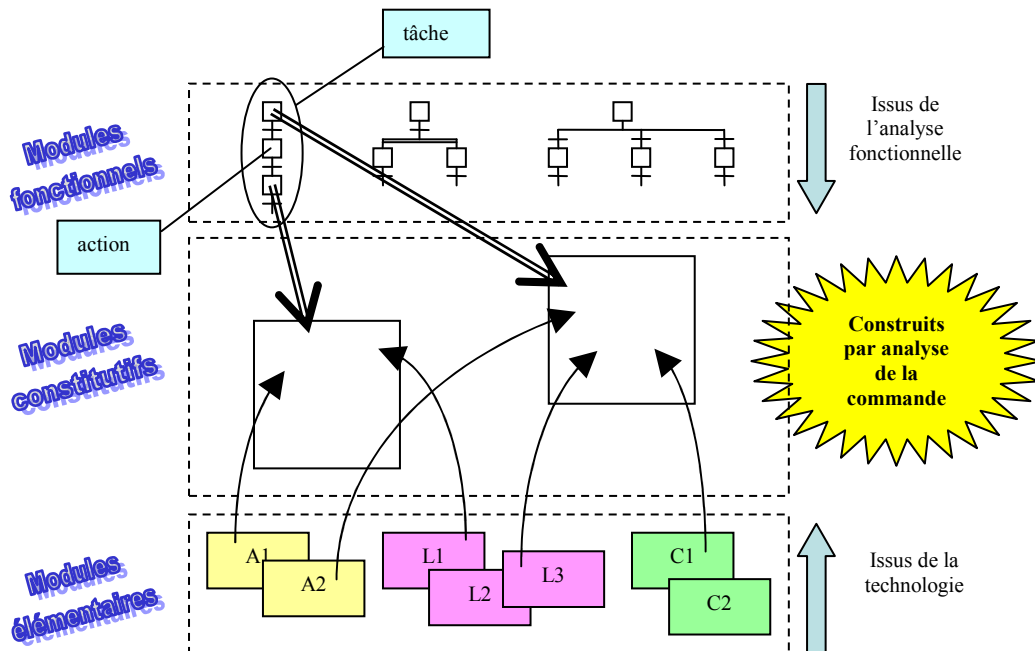 tâche
Modules
fonctionnels
Issus de
l'analyse
fonctionnelle
action
Modules
constitutifs
Construits
par analyse
de la
commande
Modules
élémentaires
A1
A2
L1
L2
L3
C1
C2
Issus de la
technologie